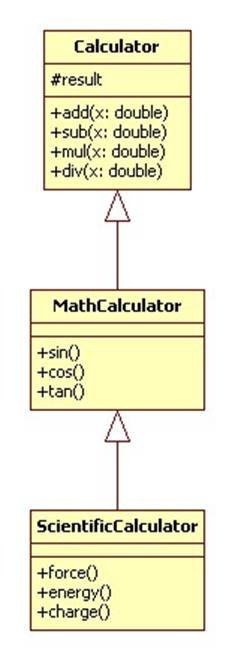 Calculator
#result
+add(x: double)
+sub(x: double)
+mul(x: double)
+div(x: double)
MathCalculator
+sin()
+cos()
+tan()
ScientificCalculator
+force()
+energy()
+charge()